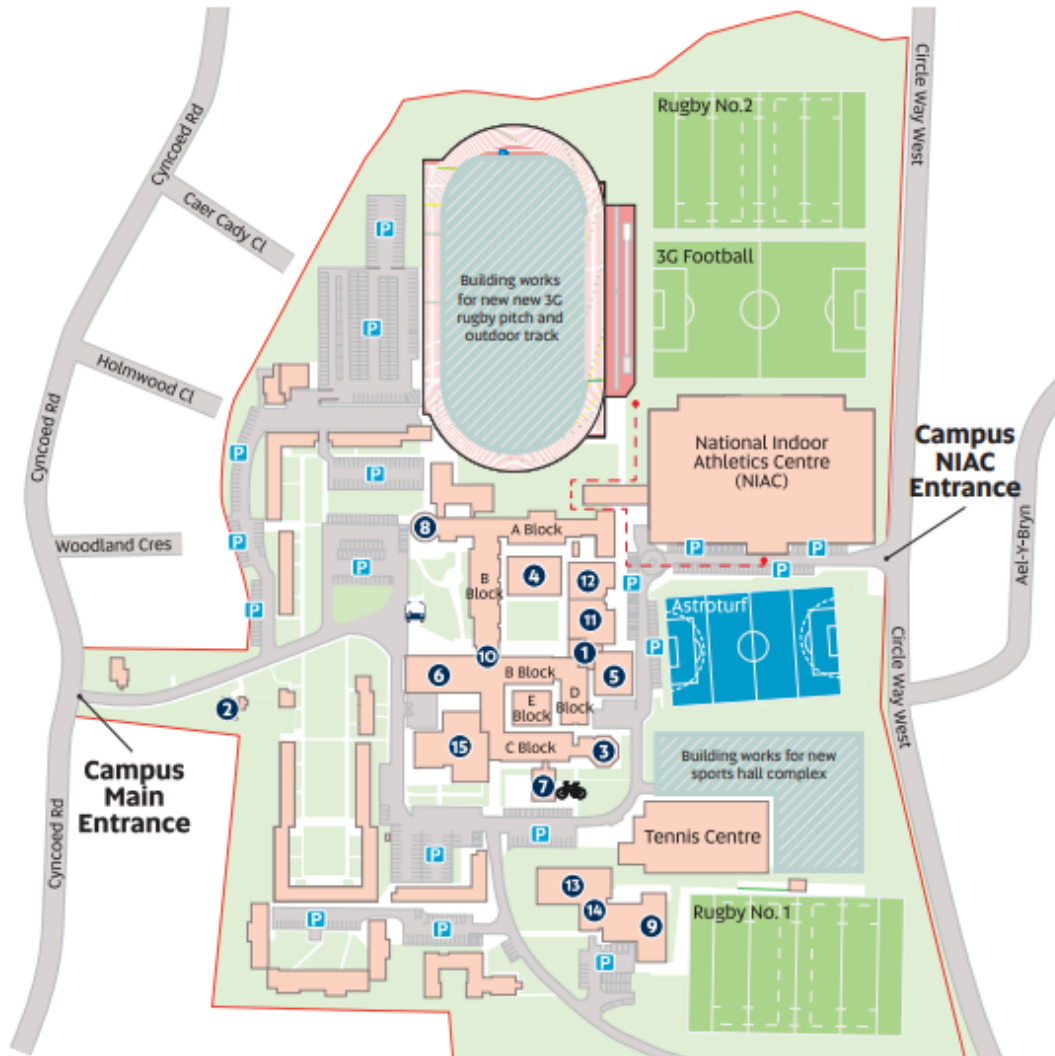 Rugby No.2
Circle Way West
Cyncoed Rd
Caer Cady Cl
P
3G Football
Building works
for new new 3G
rugby pitch and
outdoor track
P
Holmwood Cl
Cyncoed Rd
National Indoor
Athletics Centre
(NIAC)
Campus
NIAC
Entrance
P
P
8
A Block
Woodland Cres
P
P
P
P
Ael-Y-Bryn
B
Block
4
12
P
P
Astroturf
11
P
10
1
6
B Block
5
Circle Way West
D
Block
E
Block
2
15
C Block
3
Building works for new
sports hall complex
Campus
Main
Entrance
7
P
P
Tennis Centre
Cyncoed Rd
13
14
9
Rugby No. 1
P
P
P